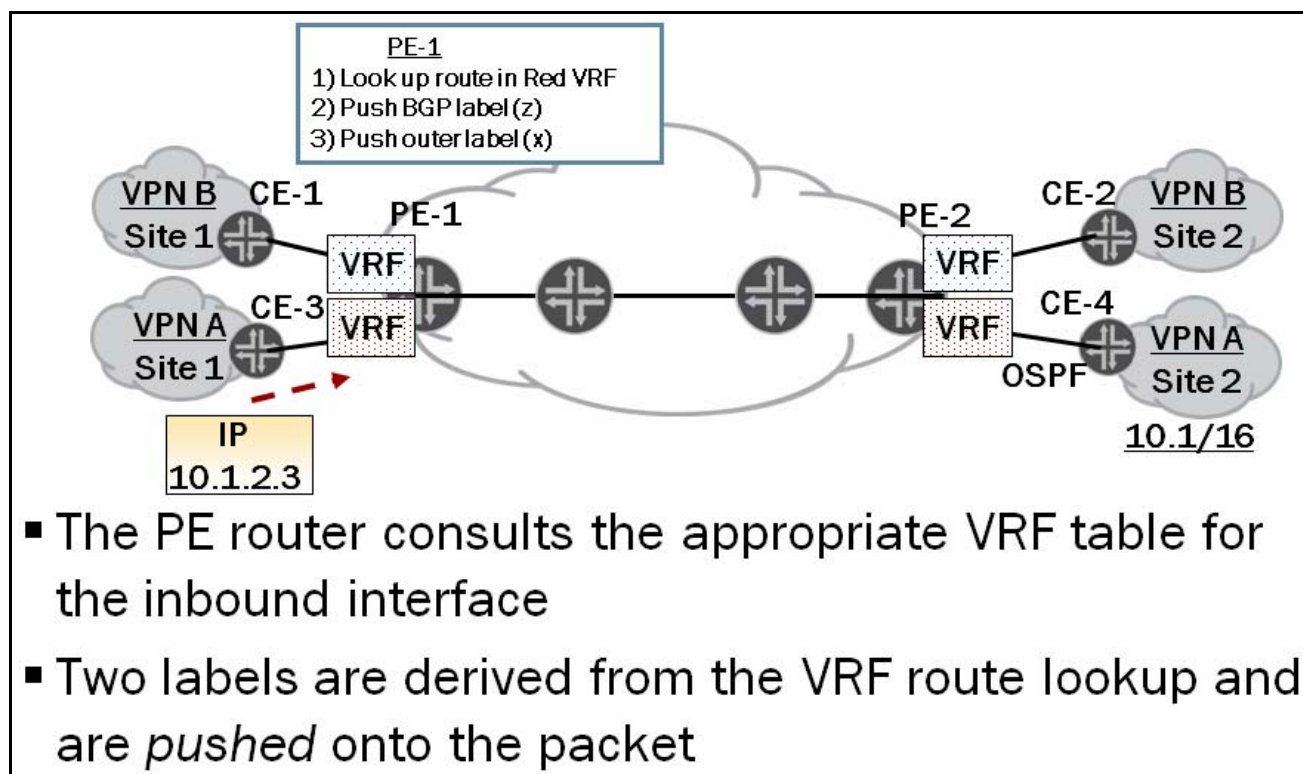 PE-1
1) Look up route in Red VRF
2) Push BGP label (z)
3) Push outer label (x)
VPN B
Site 1
CE-1
PE-1
VRF
VPN A
Site 1
CE-3
VRF
IP
10.1.2.3
PE-2
VRF
CE-2
VPN B
Site 2
VRF
CE-4
OSPF
VPN A
Site 2
10.1/16
▪ The PE router consults the appropriate VRF table for
the inbound interface
▪ Two labels are derived from the VRF route lookup and
are pushed onto the packet